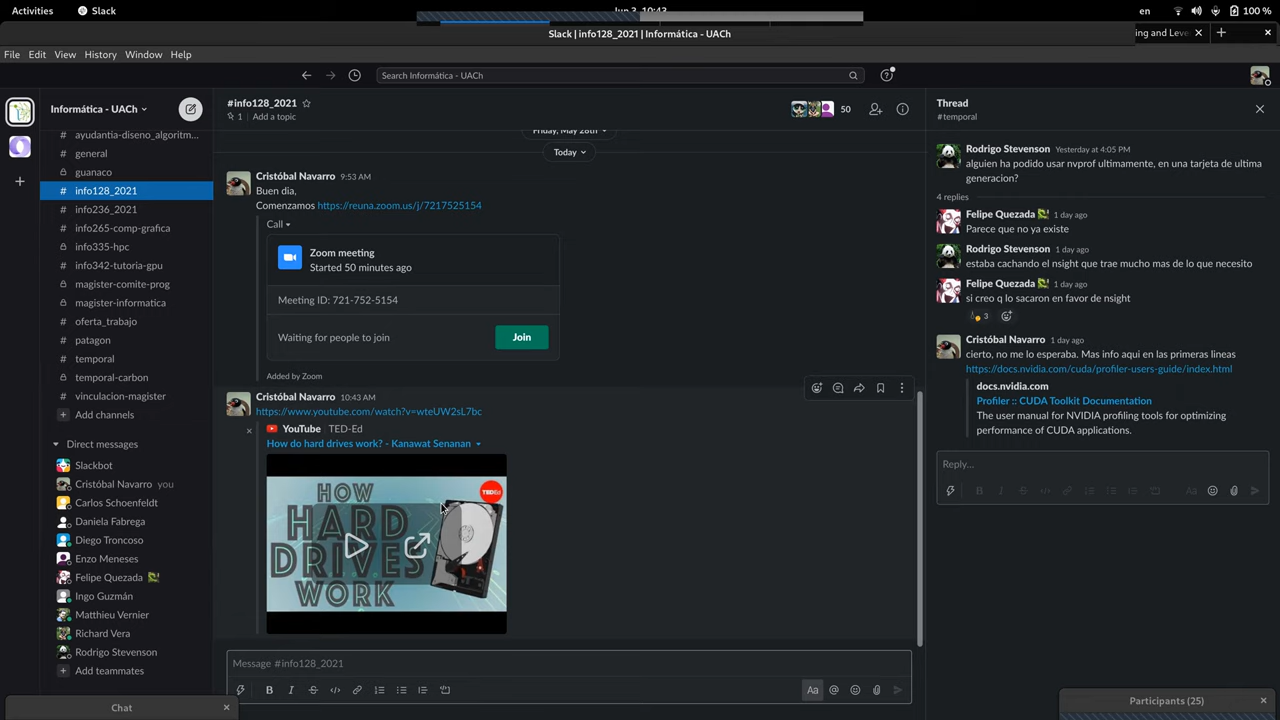 Activities
Slack
Jun 3, 10:43
en
100 %
Slack | info128_2021 | Informática - UACh
File Edit View History Window Help
Search Informática - UACh
Informática - UACh
# ayudantia-diseno_algoritm...
# general
guanaco
# info128_2021
# info236_2021
# info265-comp-grafica
info335-hpc
# info342-tutoria-gpu
magister-comite-prog
magister-informatica
# oferta_trabajo
# patagon
# temporal
temporal-carbon
# vinculacion-magister
+ Add channels
Direct messages
Slackbot
Cristóbal Navarro you
Carlos Schoenfeldt
Daniela Fabrega
Diego Troncoso
Enzo Meneses
Felipe Quezada
Ingo Guzmán
Matthieu Vernier
Richard Vera
Rodrigo Stevenson
+ Add teammates
Chat
#info128_2021
1 Add a topic
50
Friday, May 28th
Today
Cristóbal Navarro 9:53 AM
Buen dia,
Comenzamos https://reuna.zoom.us/j/7217525154
Call
Zoom meeting
Started 50 minutes ago
Meeting ID: 721-752-5154
Waiting for people to join
Join
Added by Zoom
Cristóbal Navarro 10:43 AM
https://www.youtube.com/watch?v=wteUW2sL7bc
YouTube TED-Ed
How do hard drives work? - Kanawat Senanan
HOW
HARD
DRIVES
WORK
TEDEd
Message #info128_2021
Aa
Thread
#temporal
Rodrigo Stevenson Yesterday at 4:05 PM
alguien ha podido usar nvprof ultimamente, en una tarjeta de ultima
generacion?
4 replies
Felipe Quezada 1 day ago
Parece que no ya existe
Rodrigo Stevenson 1 day ago
estaba cachando el nsight que trae mucho mas de lo que necesito
Felipe Quezada 1 day ago
si creo q lo sacaron en favor de nsight
3
Cristóbal Navarro 1 day ago
cierto, no me lo esperaba. Mas info aqui en las primeras lineas
https://docs.nvidia.com/cuda/profiler-users-guide/index.html
docs.nvidia.com
Profiler :: CUDA Toolkit Documentation
The user manual for NVIDIA profiling tools for optimizing
performance of CUDA applications.
Reply...
Aa
Participants (25)